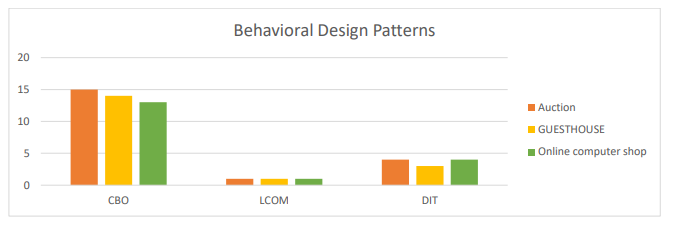 Behavioral Design Patterns
20
15
10
5
0
CBO
LCOM
DIT
Auction
GUESTHOUSE
Online computer shop